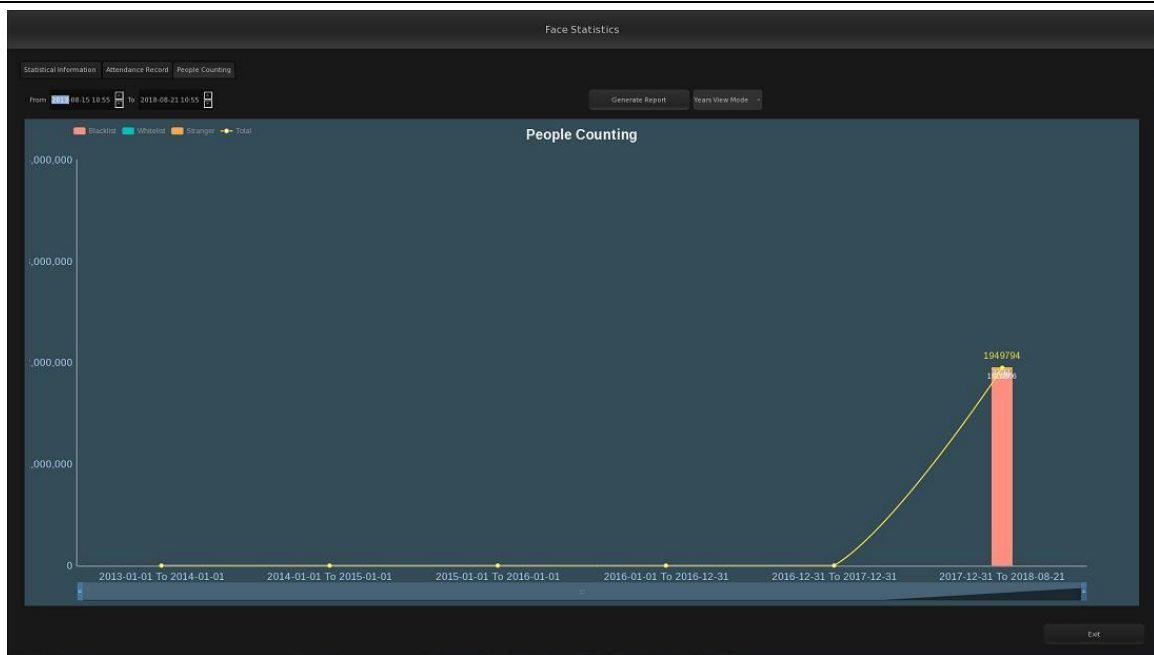 Face Statistics
Statistical Information Attendance Record People Counting
From 2013-08-15 10:55 To 2018-08-21 10:55 Generate Report Years View Mode
Blacklist Whitelist Stranger Total
People Counting
,000,000
,000,000
,000,000
,000,000
0
1949794
2013-01-01 To 2014-01-01 2014-01-01 To 2015-01-01 2015-01-01 To 2016-01-01 2016-01-01 To 2016-12-31 2016-12-31 To 2017-12-31 2017-12-31 To 2018-08-21
Exit